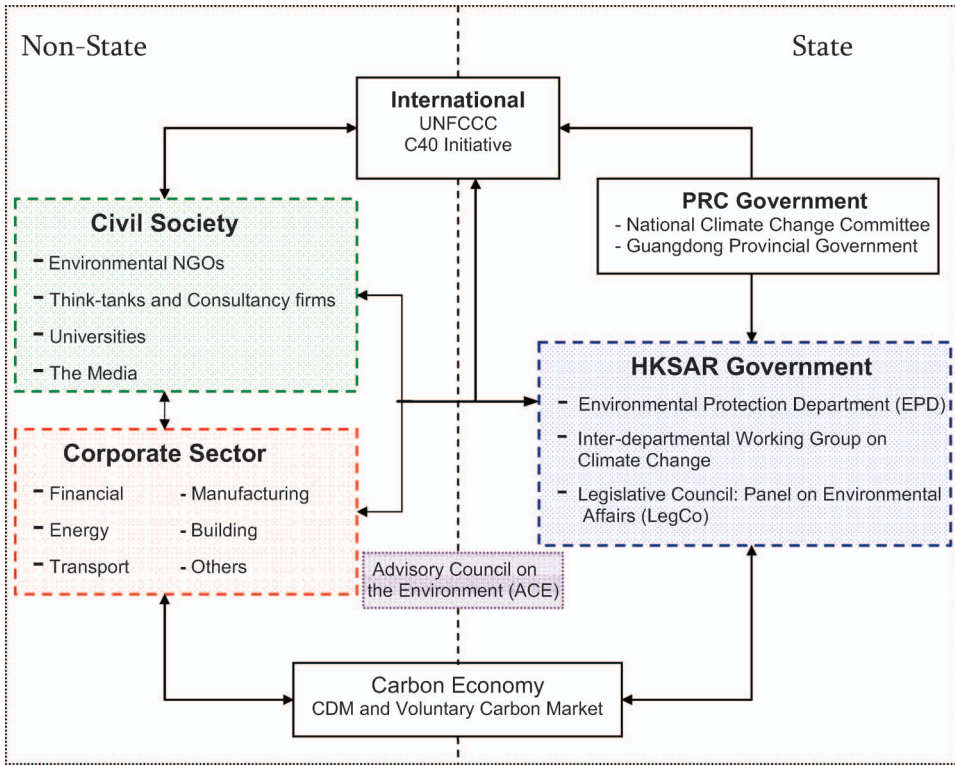 Non-State
State
International
UNFCCC
C40 Initiative
PRC Government
- National Climate Change Committee
- Guangdong Provincial Government
Civil Society
- Environmental NGOs
- Think-tanks and Consultancy firms
- Universities
- The Media
HKSAR Government
- Environmental Protection Department (EPD)
- Inter-departmental Working Group on
Climate Change
- Legislative Council: Panel on Environmental
Affairs (LegCo)
Corporate Sector
- Financial
- Manufacturing
- Energy
- Building
- Transport
- Others
Advisory Council on
the Environment (ACE)
Carbon Economy
CDM and Voluntary Carbon Market